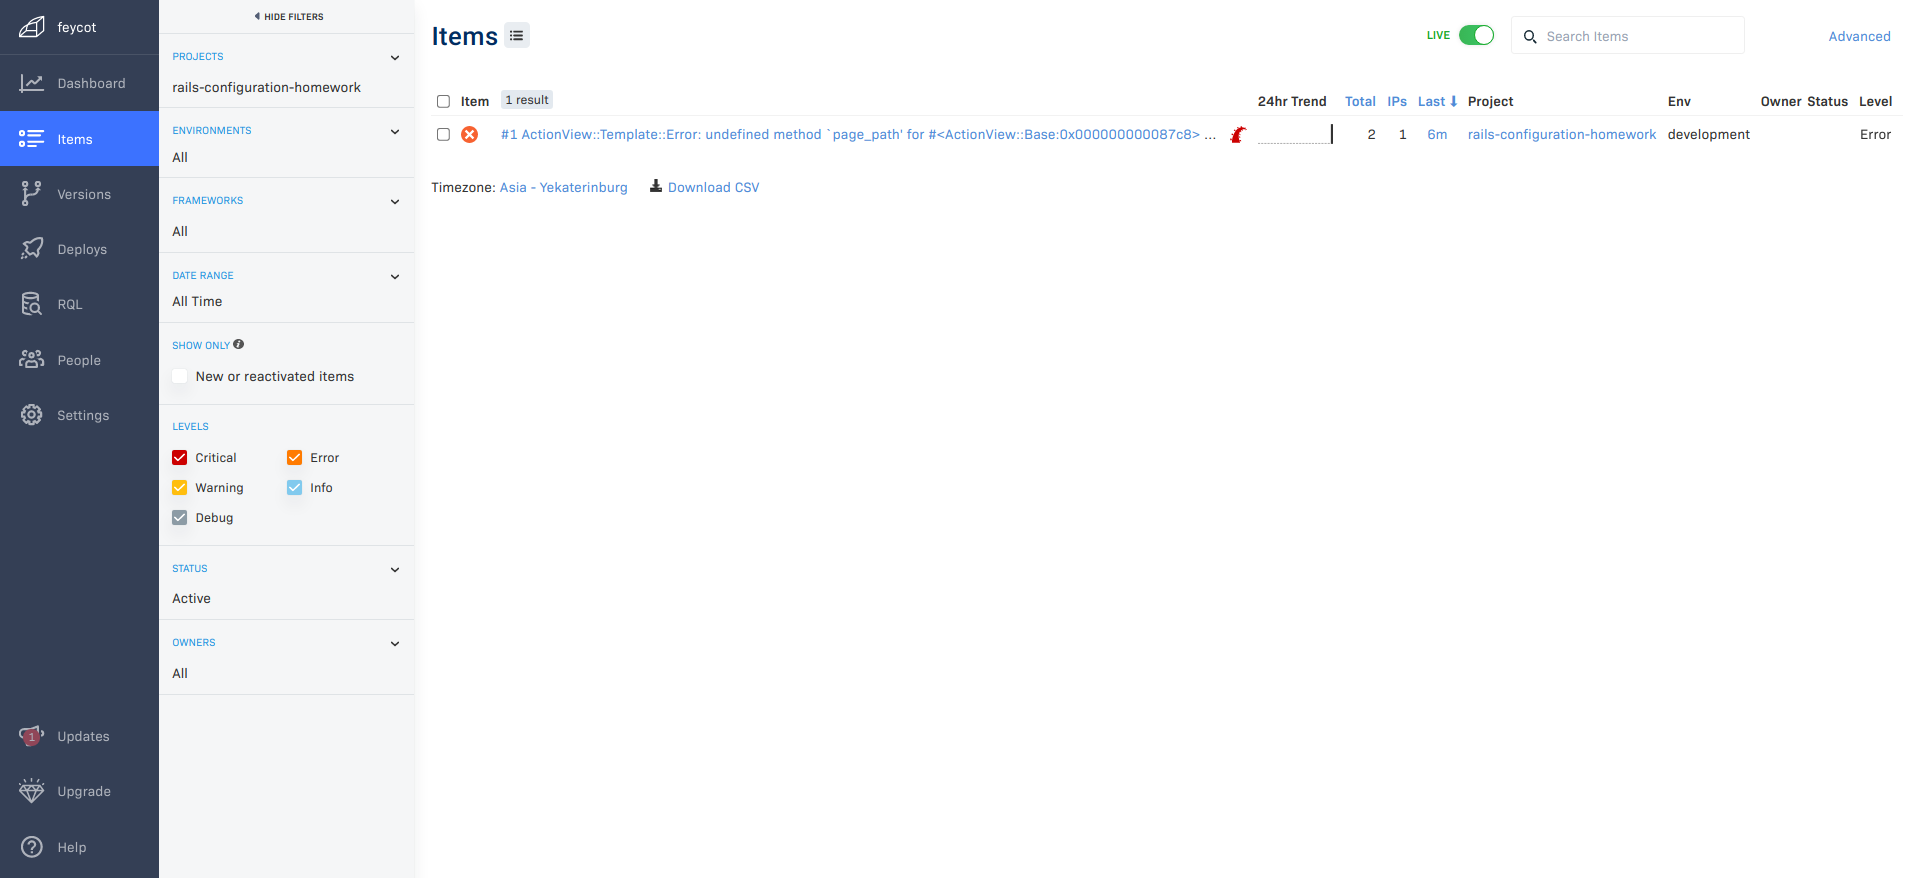 feycot
Dashboard
Items
Versions
Deploys
RQL
People
Settings
1
Updates
Upgrade
Help
HIDE FILTERS
PROJECTS
rails-configuration-homework
ENVIRONMENTS
All
FRAMEWORKS
All
DATE RANGE
All Time
SHOW ONLY
New or reactivated items
LEVELS
Critical Error
Warning Info
Debug
STATUS
Active
OWNERS
All
Items
LIVE Search Items Advanced
Item 1 result 24hr Trend Total IPs Last Project Env Owner Status Level
#1 ActionView::Template::Error: undefined method `page_path' for #<ActionView::Base:0x000000000087c8> ... 2 1 6m rails-configuration-homework development Error
Timezone: Asia - Yekaterinburg Download CSV